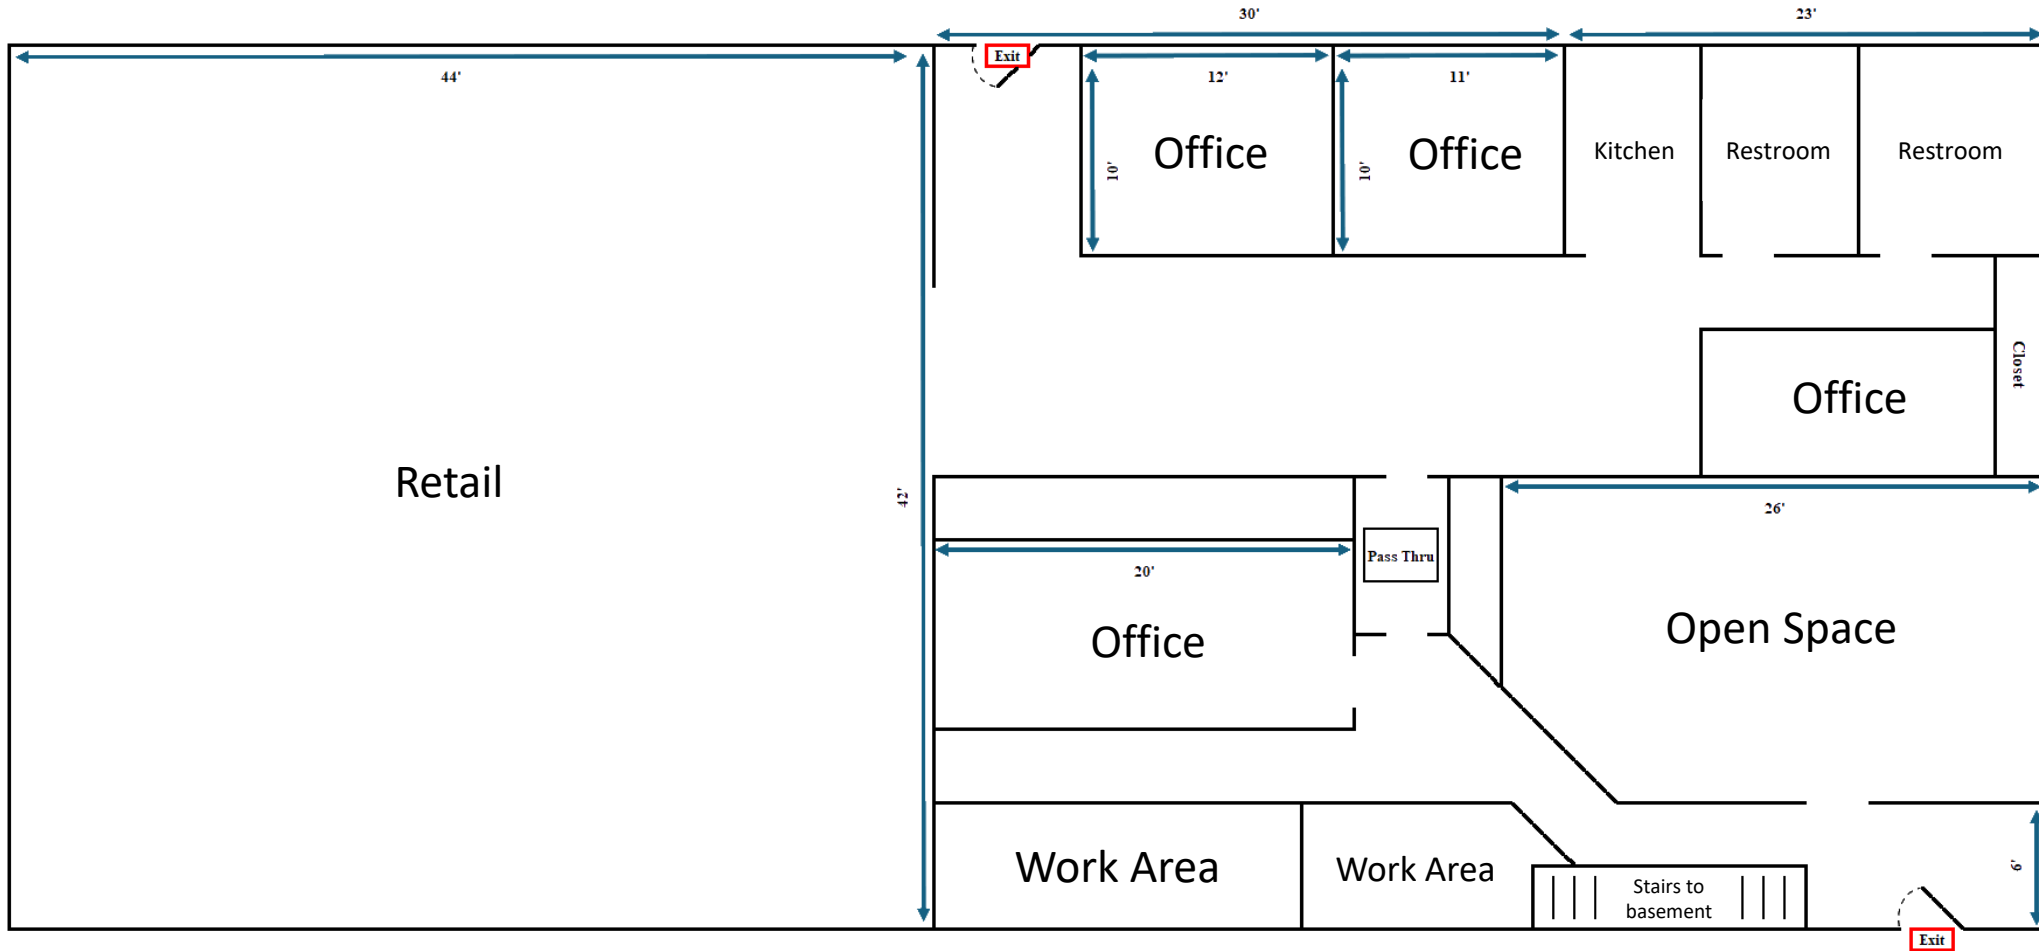 30'
23'
Exit
44'
12'
11'
10'
Office
10'
Office
Kitchen
Restroom
Restroom
Closet
Office
Retail
42'
26'
Pass Thru
20'
Office
Open Space
Work Area
Work Area
Stairs to
basement
6'
Exit